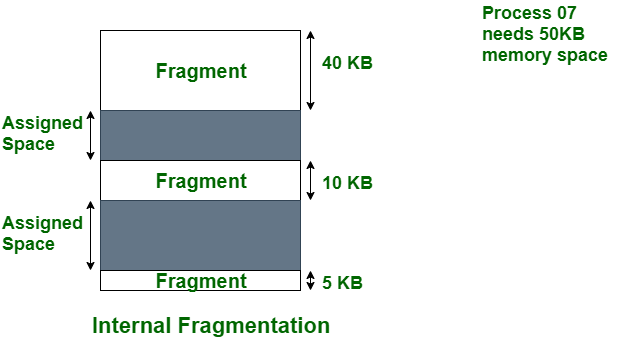 Process 07
needs 50KB
memory space
Fragment
40 KB
Assigned
Space
Fragment
10 KB
Assigned
Space
Fragment
5 KB
Internal Fragmentation